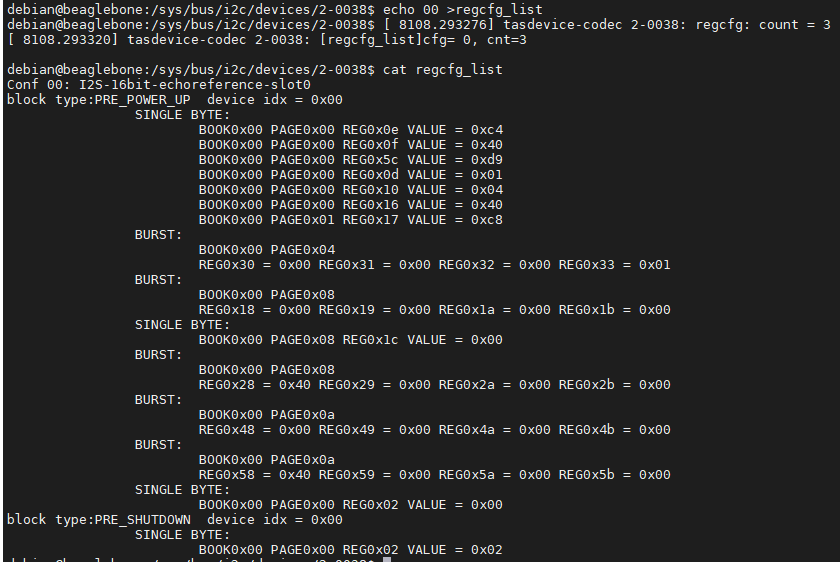 debian@beaglebone:/sys/bus/i2c/devices/2-0038$ echo 00 >regcfg_list
debian@beaglebone:/sys/bus/i2c/devices/2-0038$ [ 8108.293276] tasdevice-codec 2-0038: regcfg: count = 3
[ 8108.293320] tasdevice-codec 2-0038: [regcfg_list]cfg= 0, cnt=3
debian@beaglebone:/sys/bus/i2c/devices/2-0038$ cat regcfg_list
Conf 00: I2S-16bit-echoreference-slot0
block type:PRE_POWER_UP  device idx = 0x00
SINGLE BYTE:
BOOK0x00 PAGE0x00 REG0x0e VALUE = 0xc4
BOOK0x00 PAGE0x00 REG0x0f VALUE = 0x40
BOOK0x00 PAGE0x00 REG0x5c VALUE = 0xd9
BOOK0x00 PAGE0x00 REG0x0d VALUE = 0x01
BOOK0x00 PAGE0x00 REG0x10 VALUE = 0x04
BOOK0x00 PAGE0x00 REG0x16 VALUE = 0x40
BOOK0x00 PAGE0x01 REG0x17 VALUE = 0xc8
BURST:
BOOK0x00 PAGE0x04
REG0x30 = 0x00 REG0x31 = 0x00 REG0x32 = 0x00 REG0x33 = 0x01
BURST:
BOOK0x00 PAGE0x08
REG0x18 = 0x00 REG0x19 = 0x00 REG0x1a = 0x00 REG0x1b = 0x00
SINGLE BYTE:
BOOK0x00 PAGE0x08 REG0x1c VALUE = 0x00
BURST:
BOOK0x00 PAGE0x08
REG0x28 = 0x40 REG0x29 = 0x00 REG0x2a = 0x00 REG0x2b = 0x00
BURST:
BOOK0x00 PAGE0x0a
REG0x48 = 0x00 REG0x49 = 0x00 REG0x4a = 0x00 REG0x4b = 0x00
BURST:
BOOK0x00 PAGE0x0a
REG0x58 = 0x40 REG0x59 = 0x00 REG0x5a = 0x00 REG0x5b = 0x00
SINGLE BYTE:
BOOK0x00 PAGE0x00 REG0x02 VALUE = 0x00
block type:PRE_SHUTDOWN  device idx = 0x00
SINGLE BYTE:
BOOK0x00 PAGE0x00 REG0x02 VALUE = 0x02